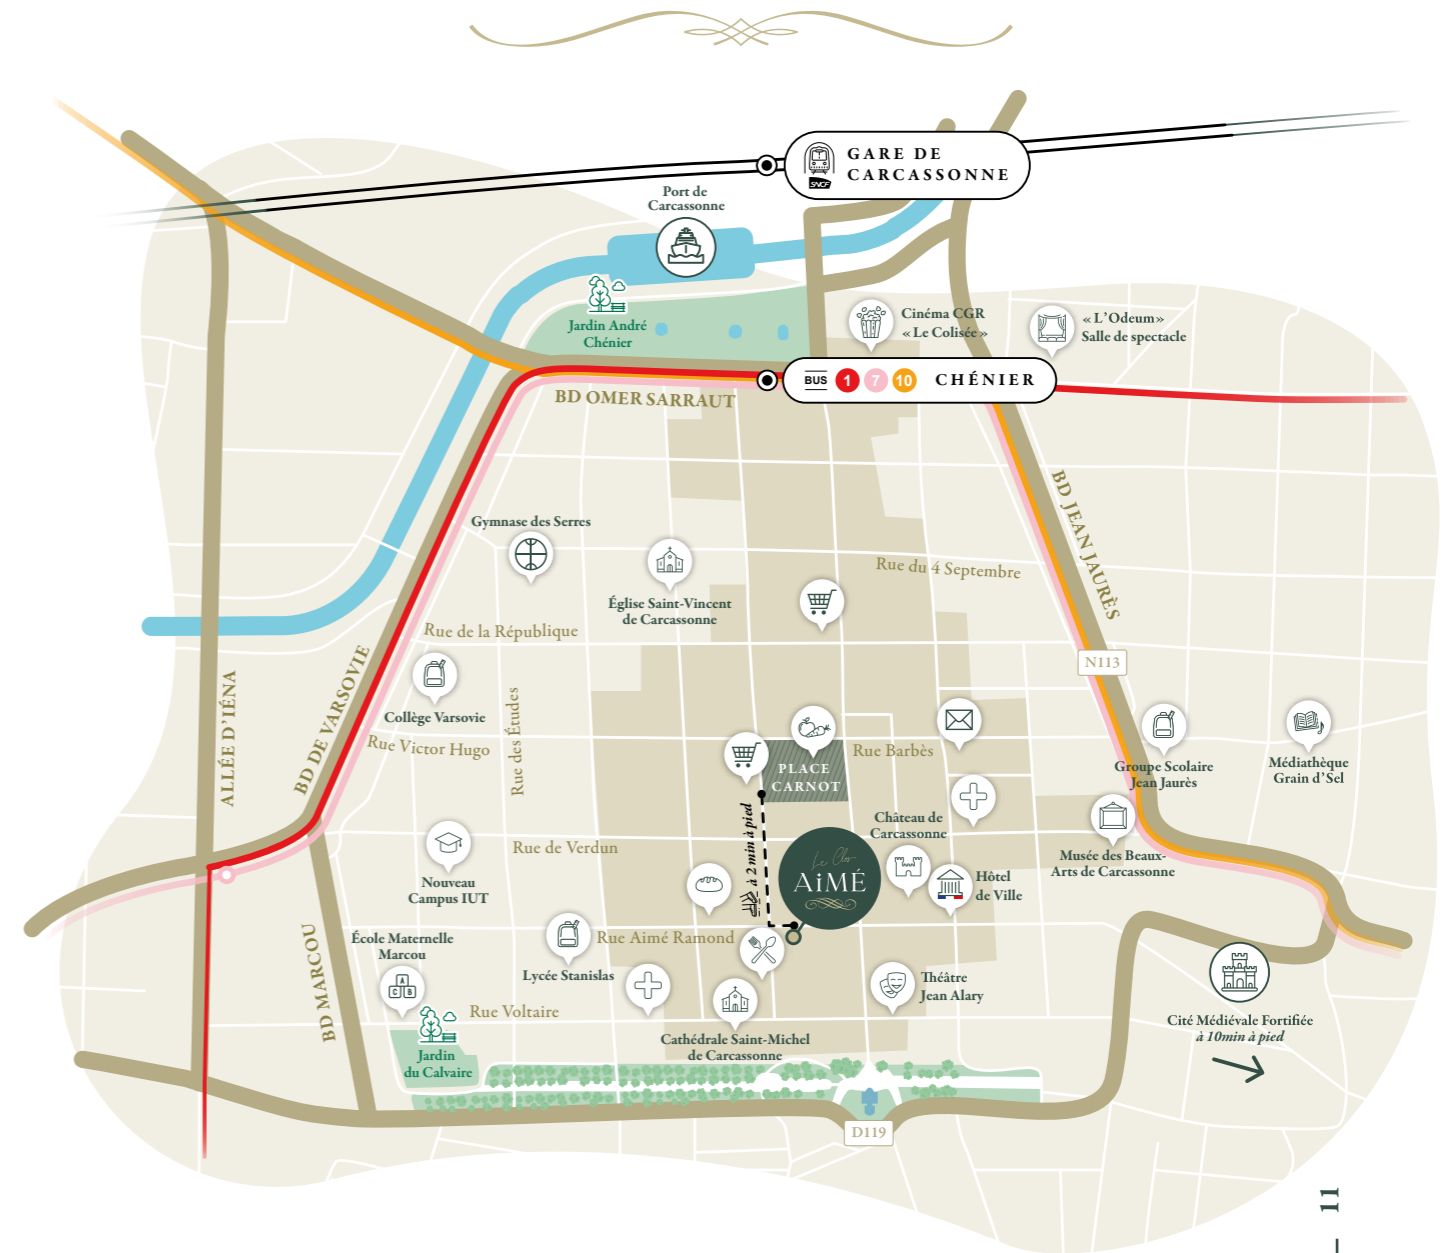 GARE DE
CARCASSONNE
SNCF
Port de
Carcassonne
Jardin André
Chénier
Cinéma CGR
« Le Colisée »
« L’Odeum »
Salle de spectacle
BUS 1 7 10 CHÉNIER
BD OMER SARRAUT
BD JEAN JAURÈS
Gymnase des Serres
Église Saint-Vincent
de Carcassonne
Rue du 4 Septembre
Rue de la République
N113
ALLÉE D’IÉNA
BD DE VARSOVIE
Collège Varsovie
Rue des Études
Rue Victor Hugo
PLACE
CARNOT
Rue Barbès
Groupe Scolaire
Jean Jaurès
Médiathèque
Grain d’Sel
à 2 min à pied
Château de
Carcassonne
Rue de Verdun
Le Clos
AiMÉ
Musée des Beaux-
Arts de Carcassonne
Nouveau
Campus IUT
Hôtel
de Ville
BD MARCOU
École Maternelle
Marcou
A
C B
Rue Aimé Ramond
Lycée Stanislas
Théâtre
Jean Alary
Rue Voltaire
Cité Médiévale Fortifiée
à 10min à pied
Cathédrale Saint-Michel
de Carcassonne
Jardin
du Calvaire
D119
11